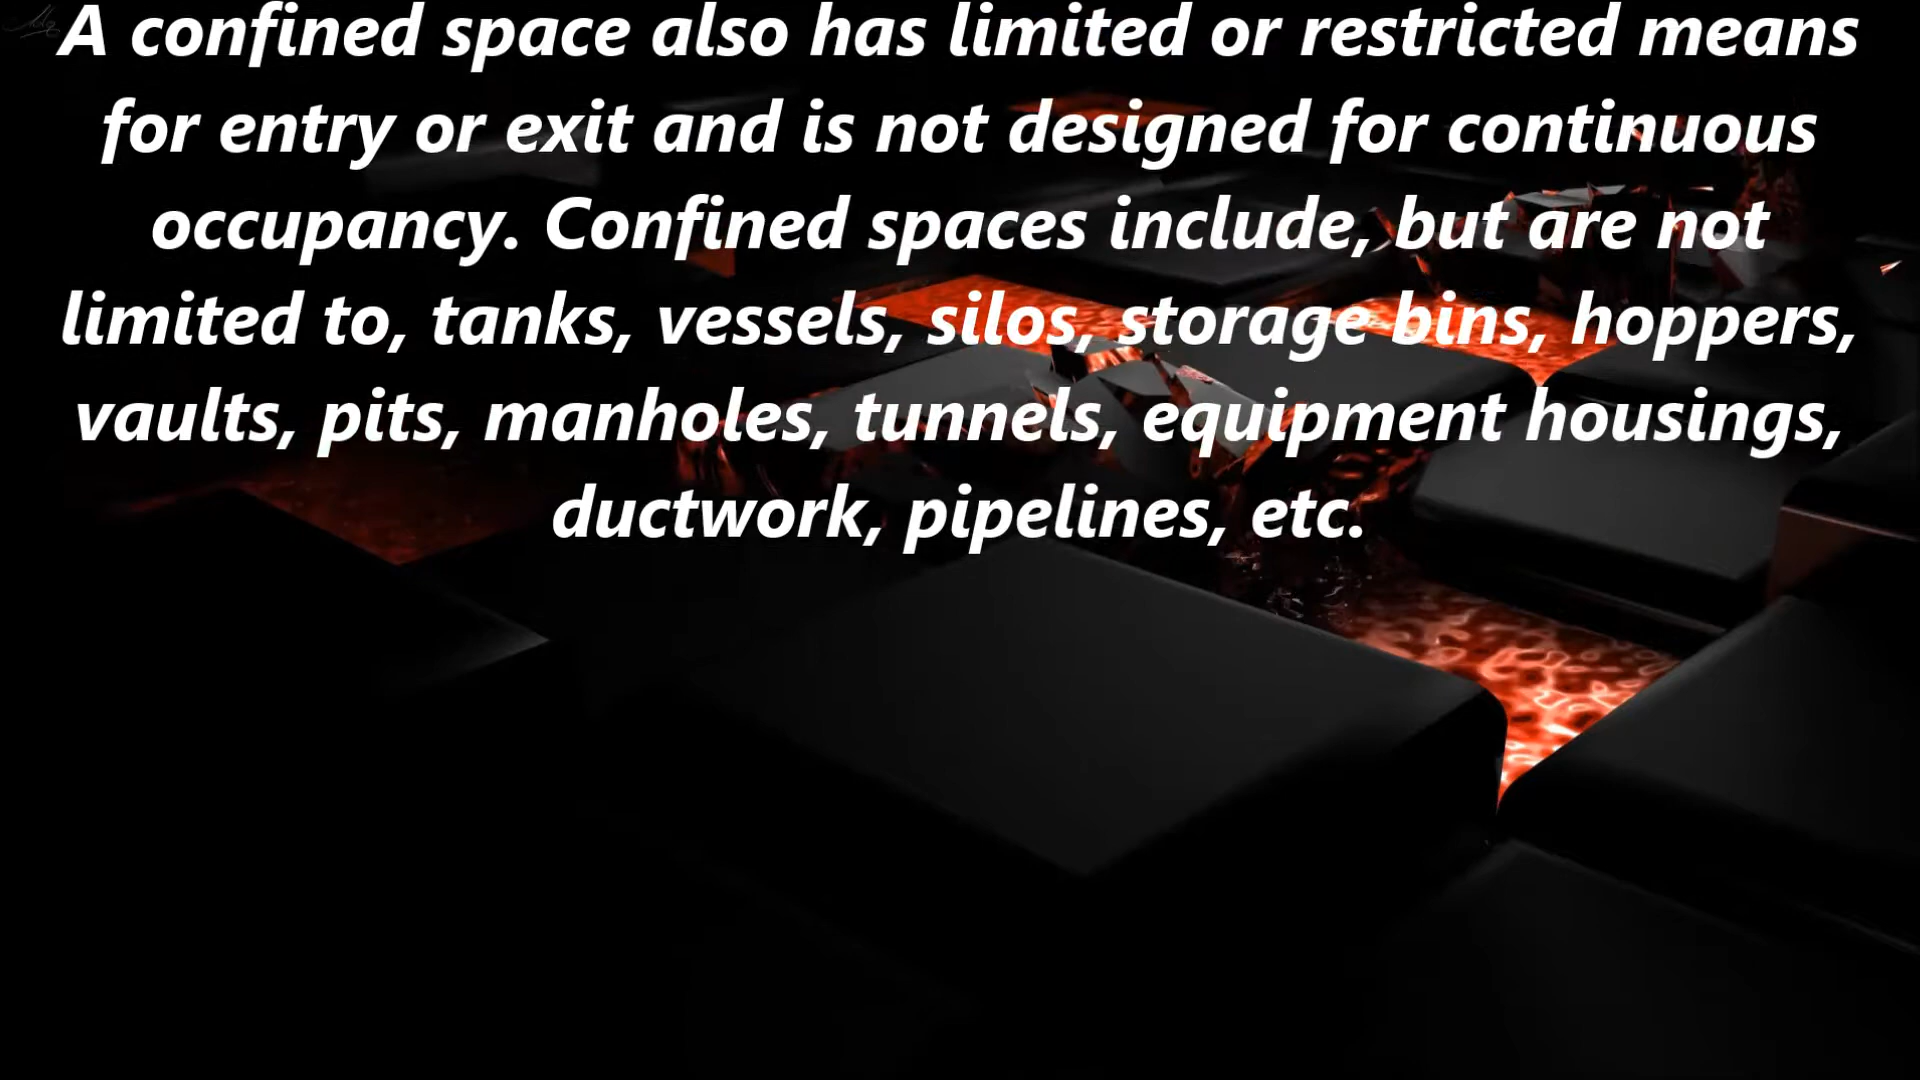 A confined space also has limited or restricted means
for entry or exit and is not designed for continuous
occupancy. Confined spaces include, but are not
limited to, tanks, vessels, silos, storage bins, hoppers,
vaults, pits, manholes, tunnels, equipment housings,
ductwork, pipelines, etc.